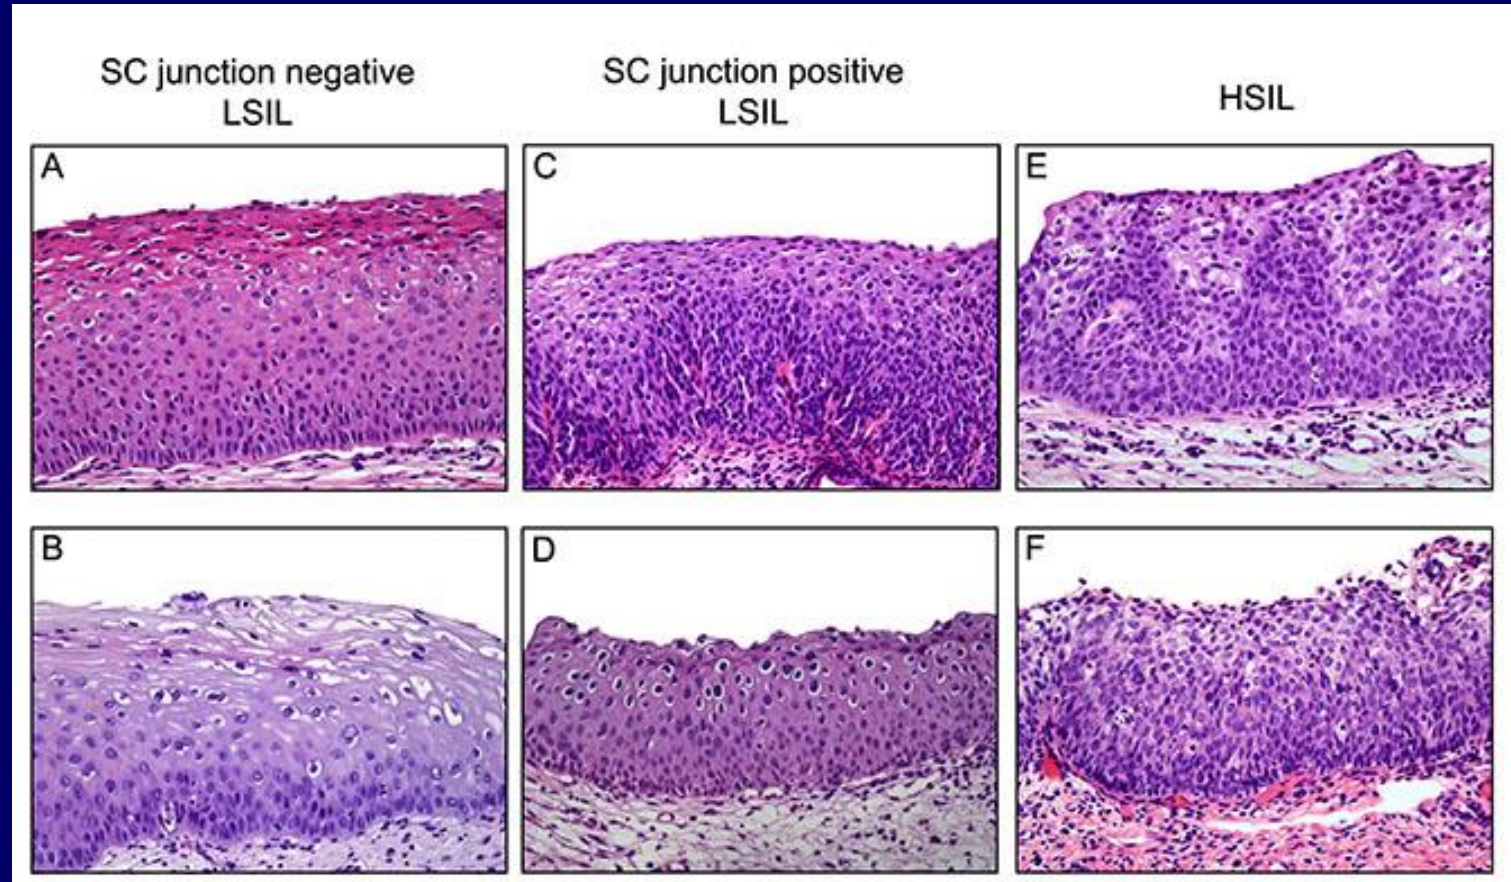 SC junction negative
LSIL
SC junction positive
LSIL
HSIL
A
C
E
B
D
F